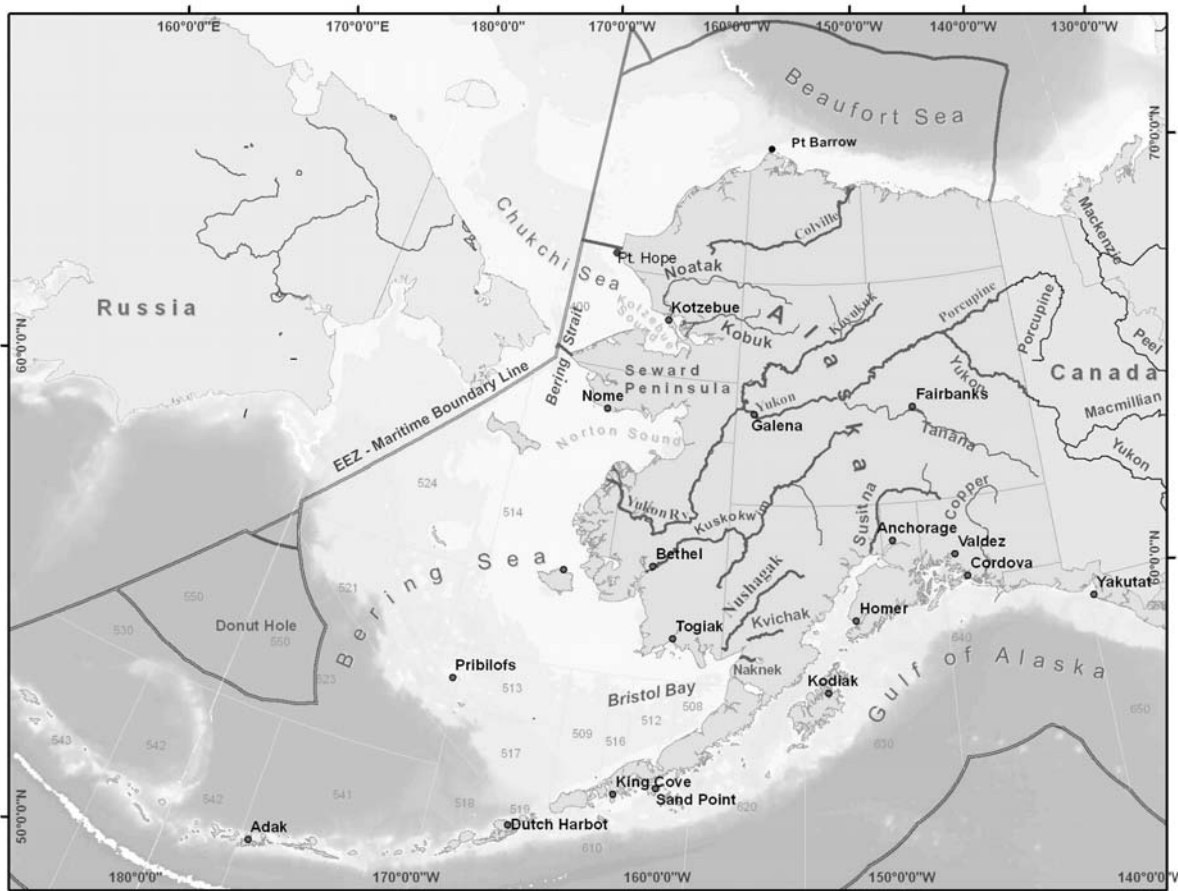 160°0'0"E
170°0'0"E
180°0'0"
170°0'0"W
160°0'0"W
150°0'0"W
140°0'0"W
130°0'0"W
Beaufort Sea
70°0'0"N
Pt Barrow
Chukchi Sea
Colville
Mackenzie
Pt. Hope
Noatak
Russia
Kotzebue Sound
400
Kotzebue
Alaska
Koyukuk
Porcupine
Porcupine
Kobuk
Peel
60°0'0"N
Bering Strait
EEZ - Maritime Boundary Line
Seward
Peninsula
Yukon
Canada
Nome
Yukon
Fairbanks
Macmillian
Galena
Norton Sound
Tanana
Yukon
524
514
Yukon Rv.
Kuskokwim
Susitna
Copper
Anchorage
Valdez
Bering Sea
Bethel
Cordova
60°0'0"N
521
550
Nushagak
Yakutat
Donut Hole
530
550
Togiak
Kvichak
Homer
640
Gulf of Alaska
523
Pribilofs
513
Naknek
Bristol Bay
Kodiak
508
512
650
509
516
543
542
517
630
King Cove
Sand Point
542
541
518
519
620
50°0'0"N
Adak
Dutch Harbot
610
180°0'0"
170°0'0"W
160°0'0"W
150°0'0"W
140°0'0"W